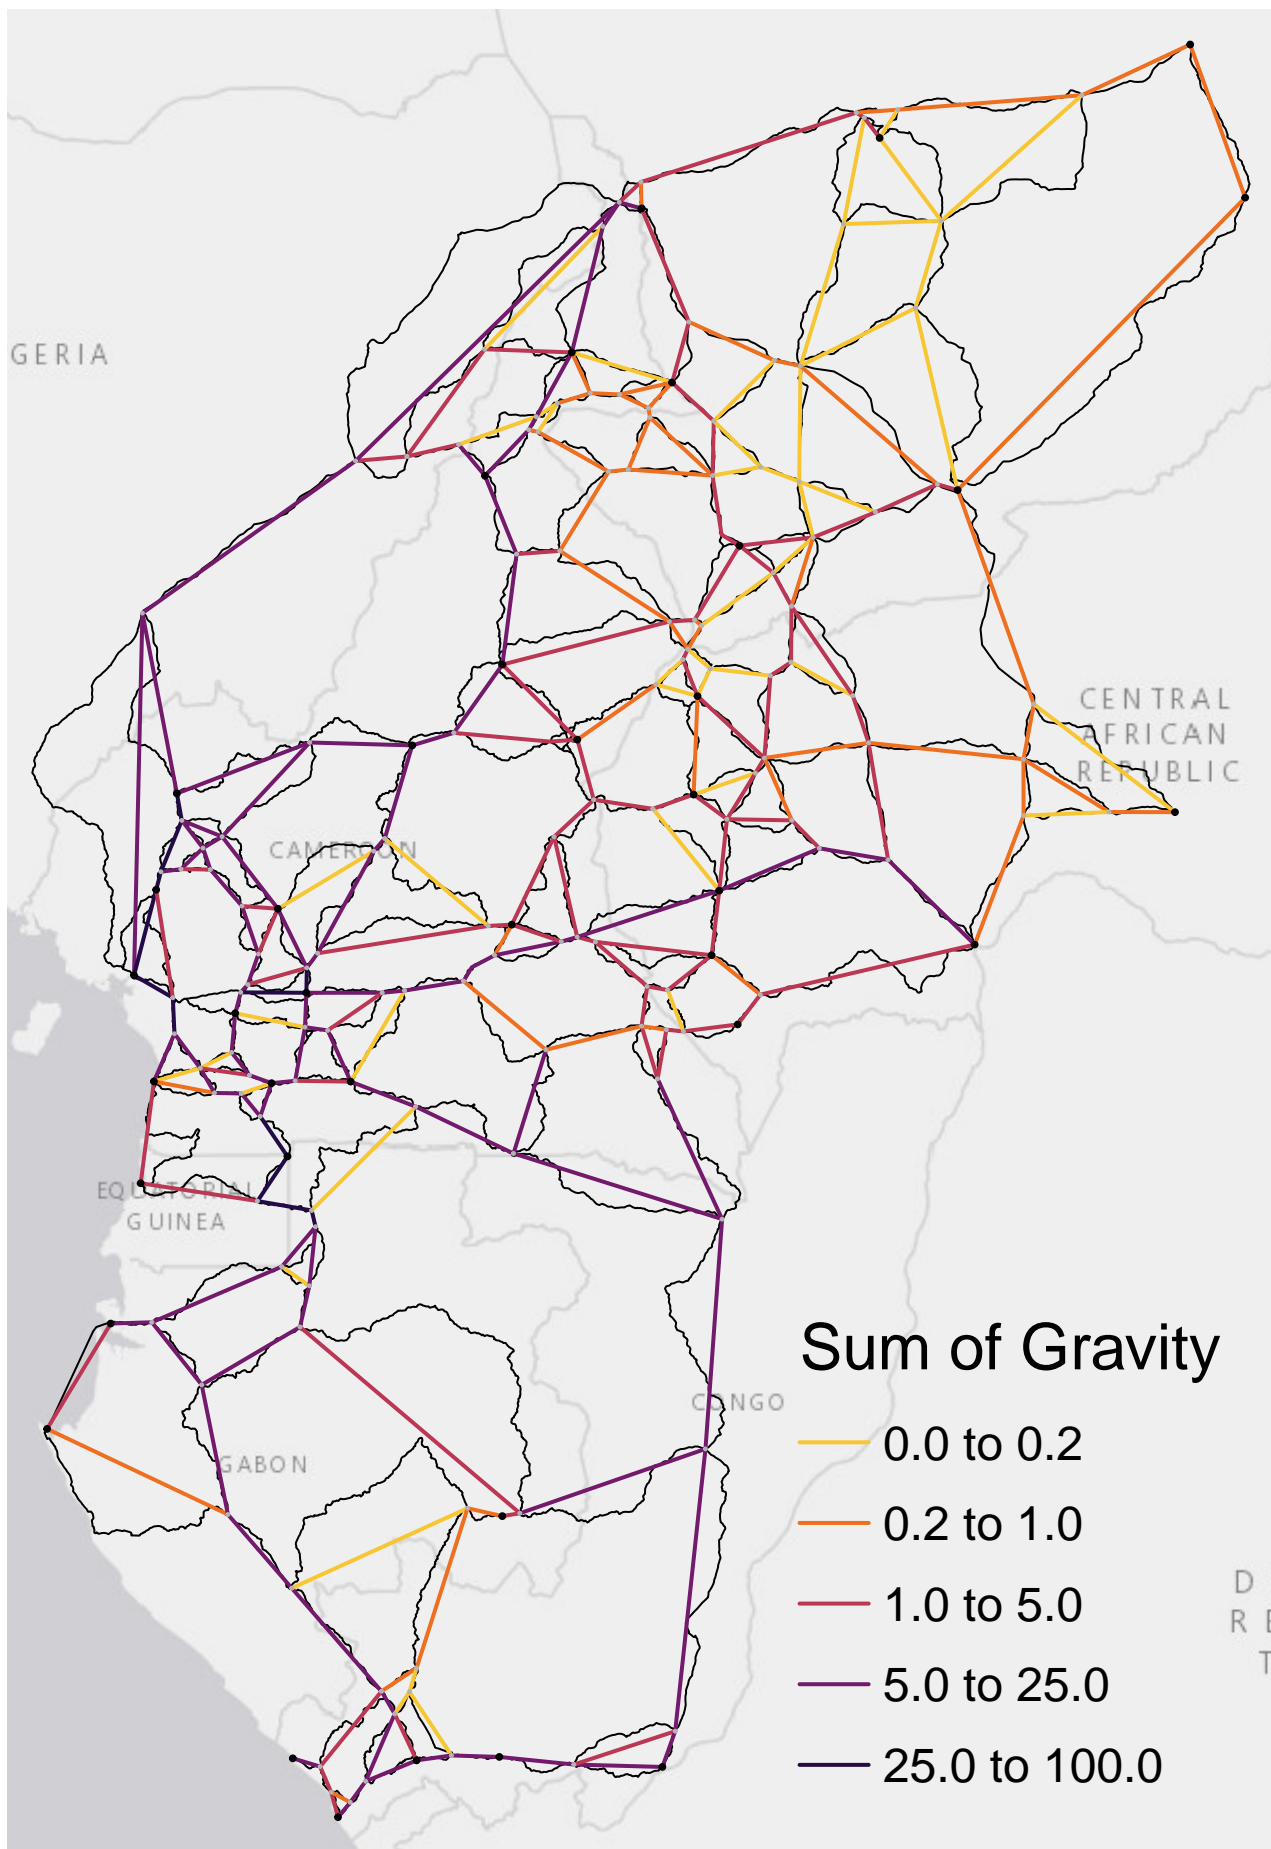 GERIA
CENTRAL
AFRICAN
REPUBLIC
CAMEROON
EQUATORIAL
GUINEA
Sum of Gravity
CONGO
0.0 to 0.2
GABON
0.2 to 1.0
D
R E
1.0 to 5.0
T
5.0 to 25.0
25.0 to 100.0